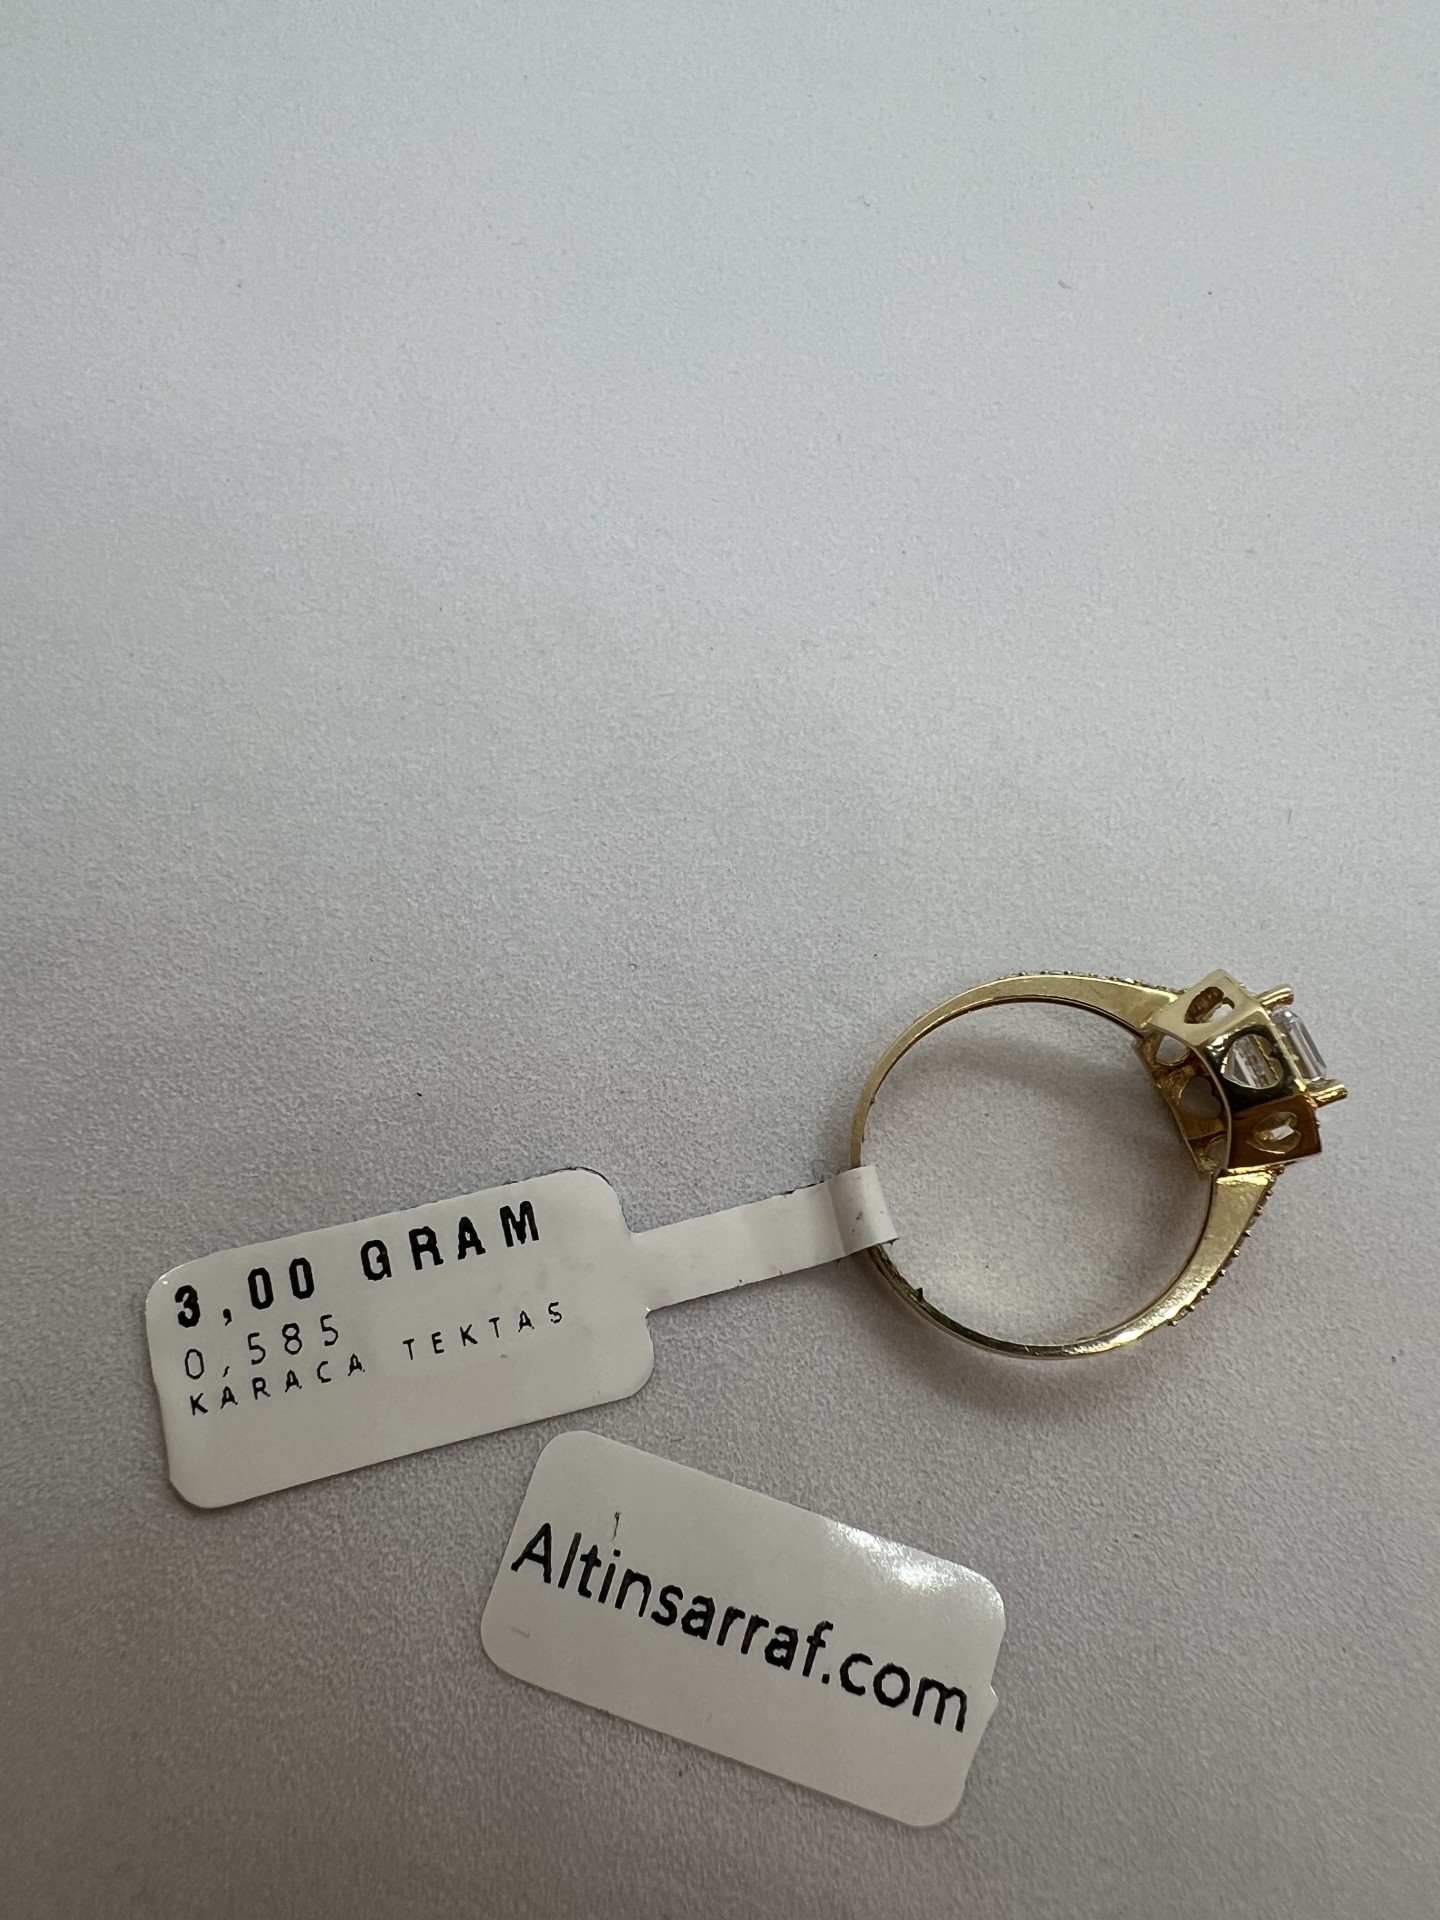 3,00 GRAM
0,585
KARACA TEKTAS
Altinsarraf.com